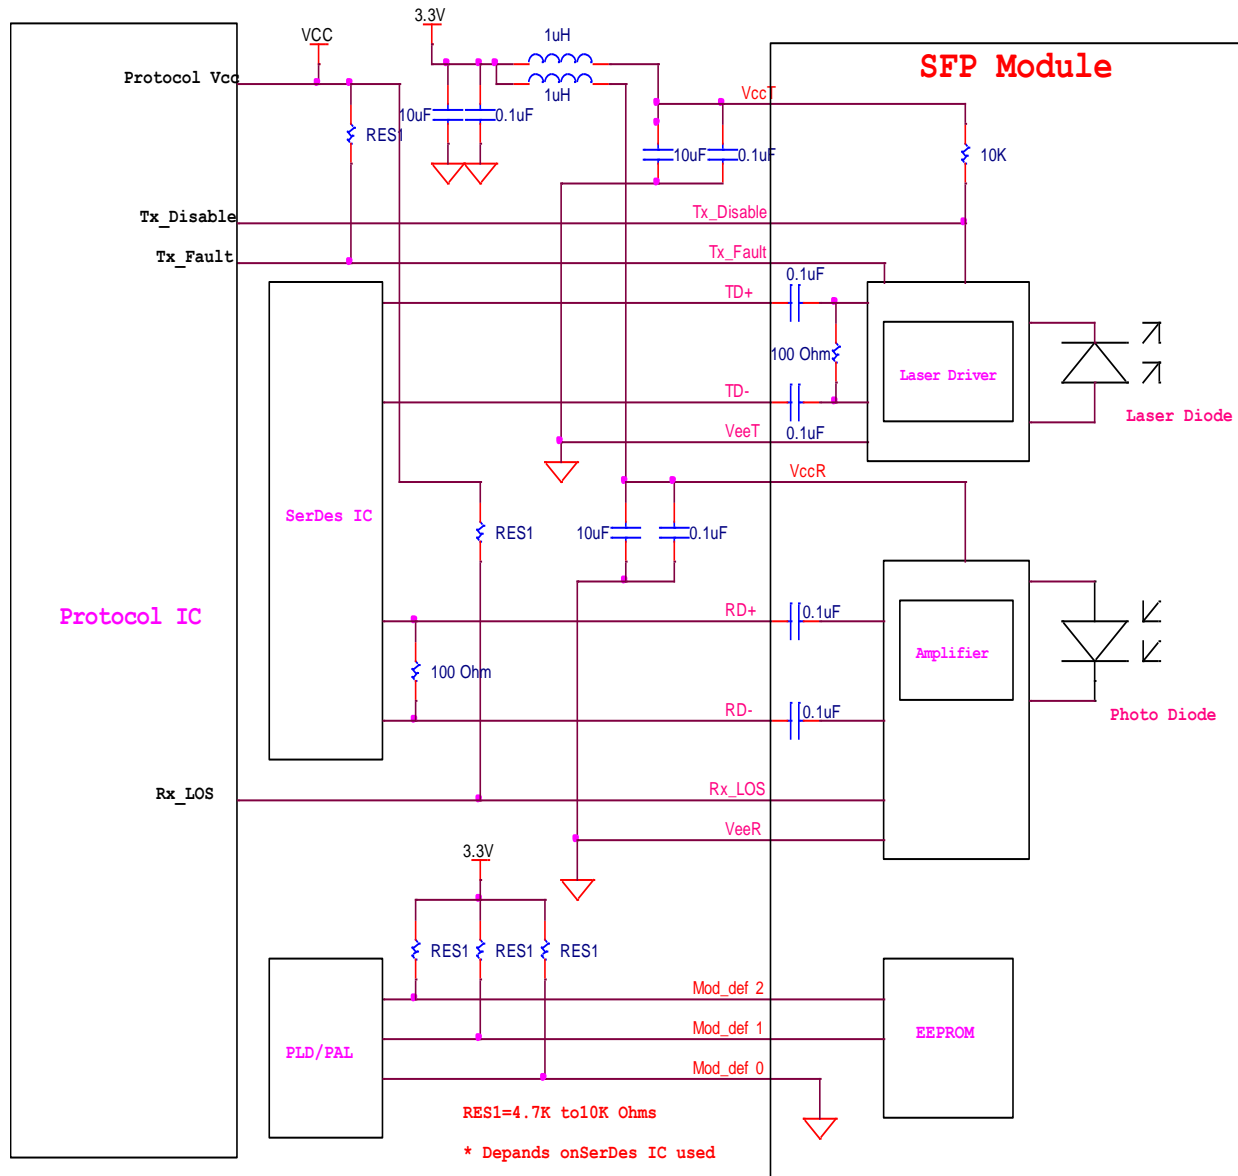 3.3V
VCC
1uH
SFP Module
Protocol Vcc
1uH
VccT
10uF
0.1uF
RES1
10uF
0.1uF
10K
Tx_Disable
Tx_Disable
Tx_Fault
Tx_Fault
0.1uF
TD+
100 Ohm
Laser Driver
TD-
Laser Diode
VeeT
0.1uF
VccR
SerDes IC
RES1
10uF
0.1uF
Protocol IC
RD+
0.1uF
Amplifier
100 Ohm
RD-
0.1uF
Photo Diode
Rx_LOS
Rx_LOS
VeeR
3.3V
RES1
RES1
RES1
Mod_def 2
Mod_def 1
EEPROM
PLD/PAL
Mod_def 0
RES1=4.7K to10K Ohms
* Depands onSerDes IC used